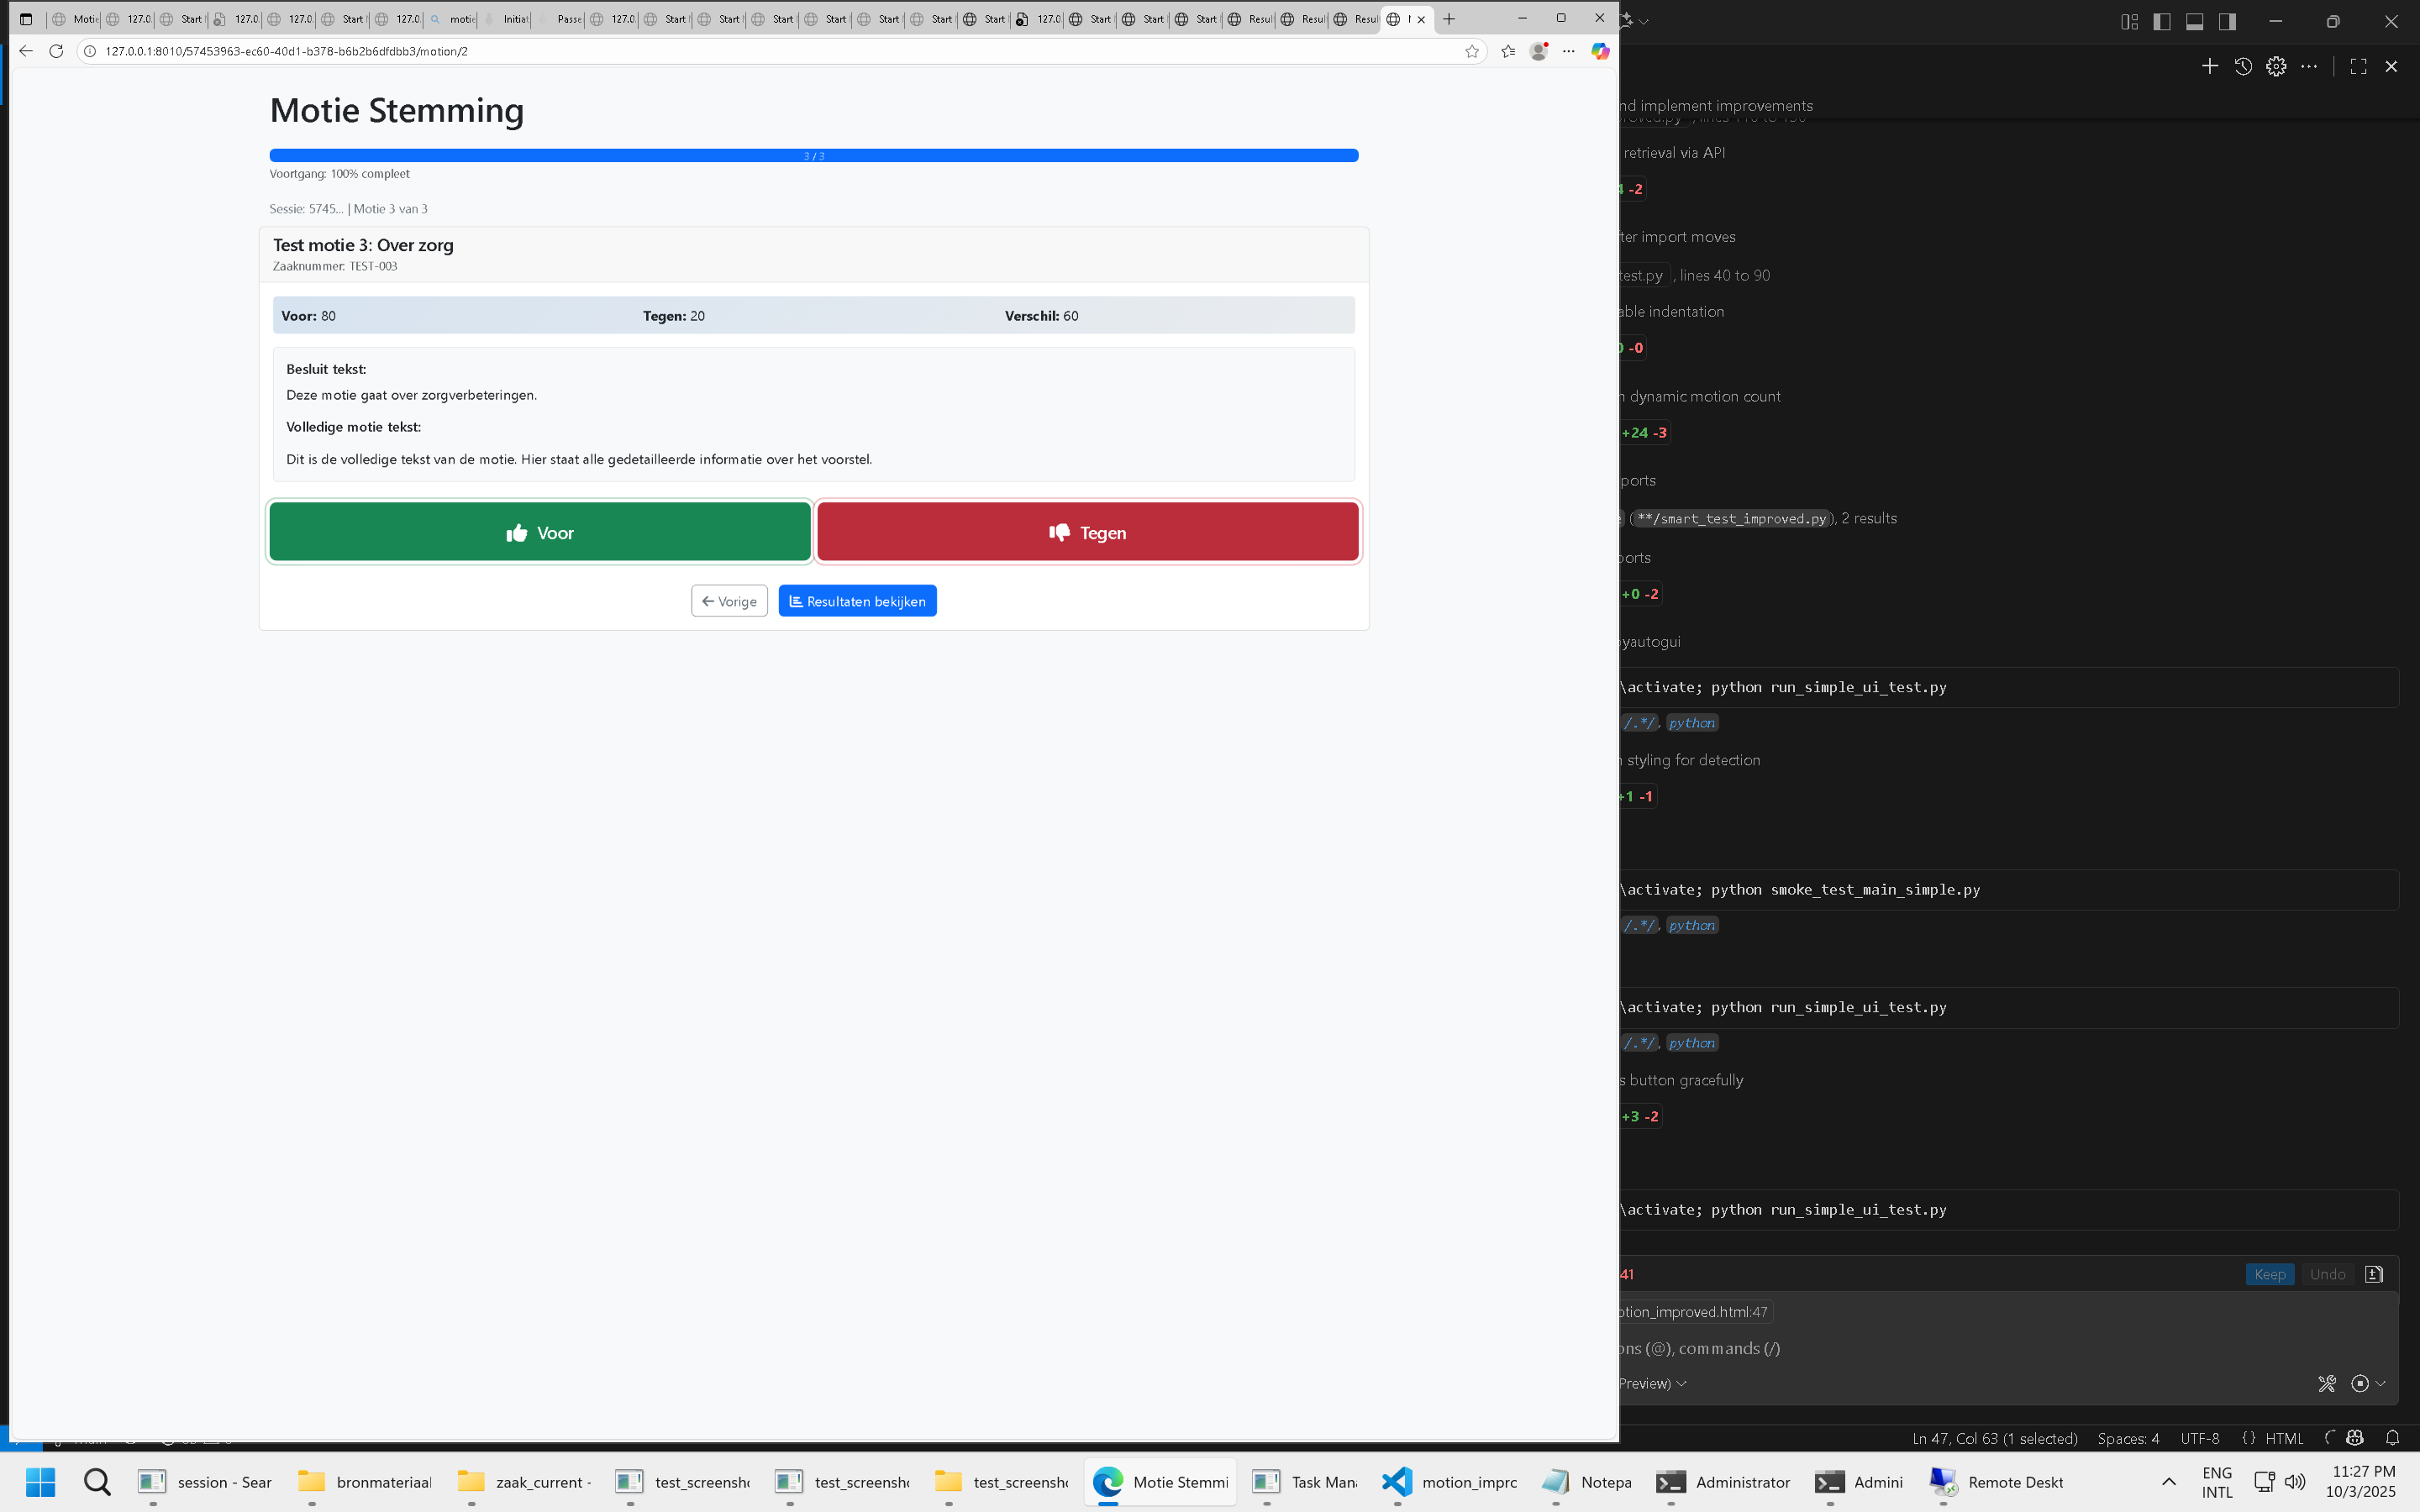 Motie
127.0.
Start
127.0.
127.0.
Start
127.0.
motie
Initiat
Passe
127.0.
Start
Start
Start
Start
Start
Start
Start
127.0
Start
Start
Start
Resul
Resul
Resul
127.0.0.1:8010/57453963-ec60-40d1-b378-b6b2b6dfdbb3/motion/2
Motie Stemming
3 / 3
Voortgang: 100% compleet
Sessie: 5745... | Motie 3 van 3
Test motie 3: Over zorg
Zaaknummer: TEST-003
Voor: 80 Tegen: 20 Verschil: 60
Besluit tekst:
Deze motie gaat over zorgverbeteringen.
Volledige motie tekst:
Dit is de volledige tekst van de motie. Hier staat alle gedetailleerde informatie over het voorstel.
Voor Tegen
Vorige Resultaten bekijken
nd implement improvements
retrieval via API
-2
ter import moves
test.py , lines 40 to 90
able indentation
-0
n dynamic motion count
+24 -3
ports
(**/smart_test_improved.py), 2 results
ports
+0 -2
yautogui
\activate; python run_simple_ui_test.py
/.*/, python
n styling for detection
+1 -1
\activate; python smoke_test_main_simple.py
/.*/, python
\activate; python run_simple_ui_test.py
/.*/, python
s button gracefully
+3 -2
\activate; python run_simple_ui_test.py
41 Keep Undo
otion_improved.html:47
ons (@), commands (/)
Preview)
Ln 47, Col 63 (1 selected) Spaces: 4 UTF-8 {} HTML
session - Sear
bronmateriaal
zaak_current -
test_screensho
test_screensho
test_screensho
Motie Stemmi
Task Man
motion_impro
Notepa
Administrator
Admini
Remote Deskt
ENG
INTL
11:27 PM
10/3/2025